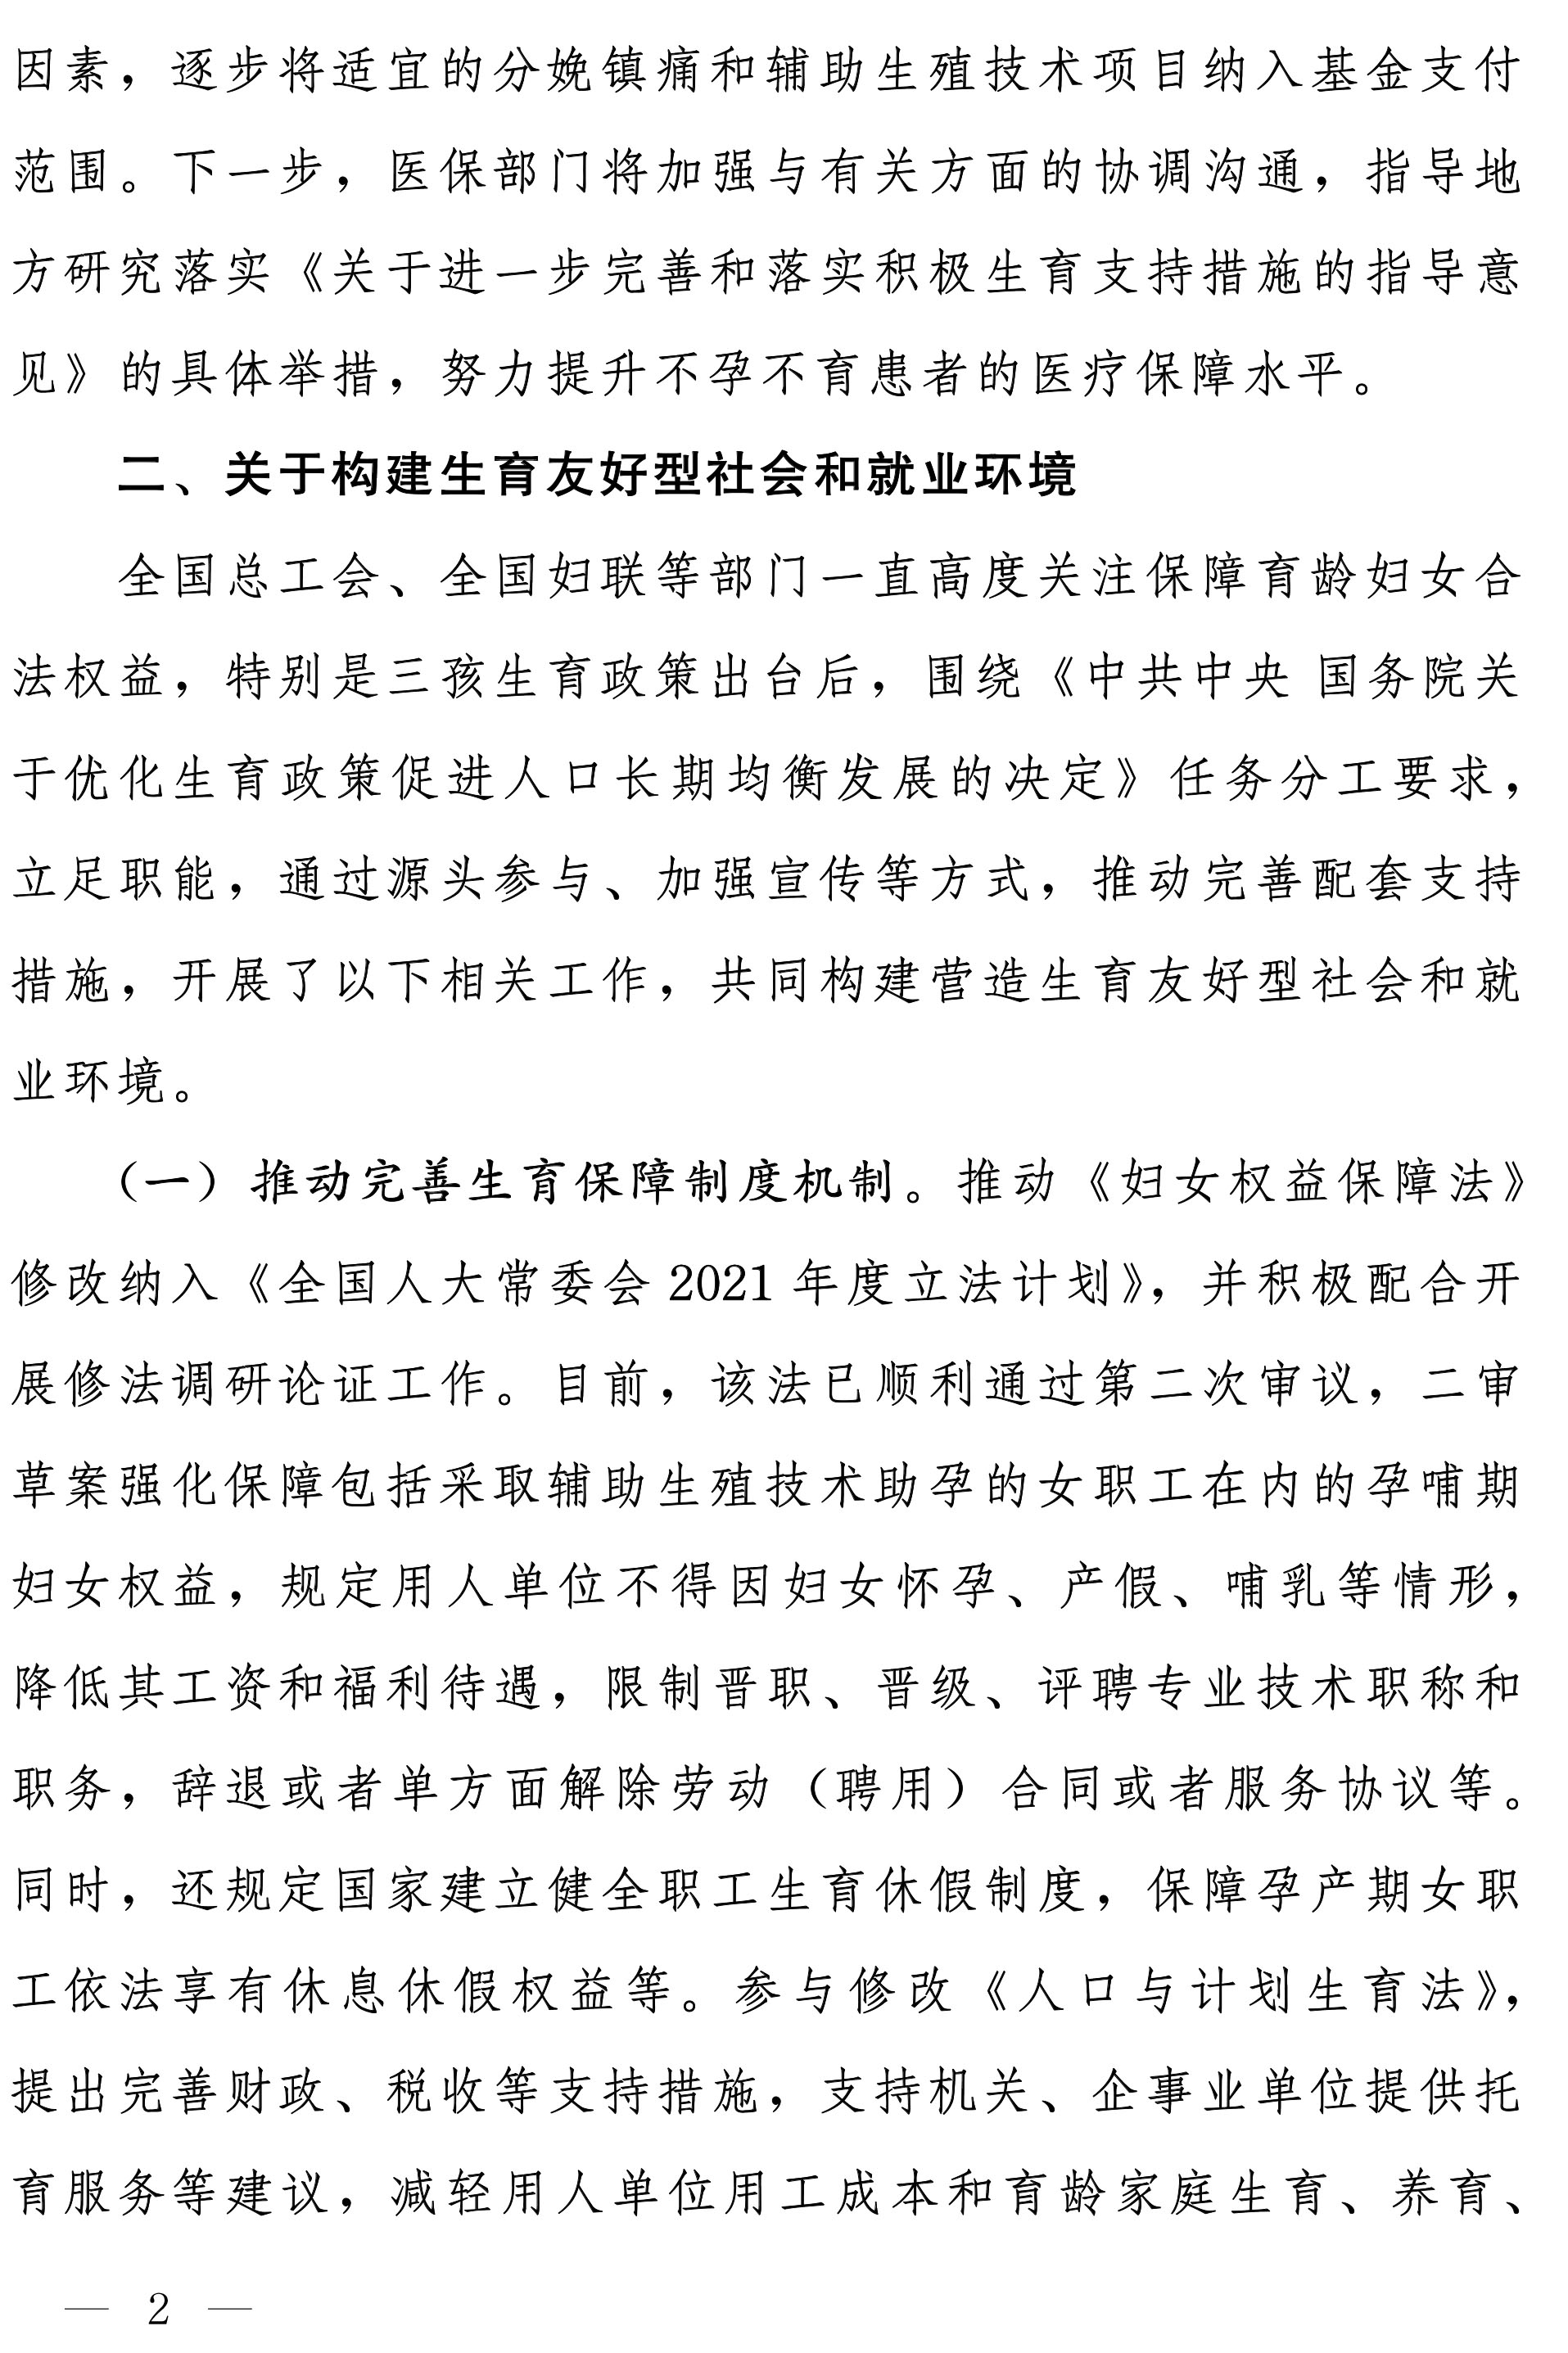 因素，逐步将适宜的分娩镇痛和辅助生殖技术项目纳入基金支付
范围。下一步，医保部门将加强与有关方面的协调沟通，指导地
方研究落实《关于进一步完善和落实积极生育支持措施的指导意
见》的具体举措，努力提升不孕不育患者的医疗保障水平。
二、关于构建生育友好型社会和就业环境
全国总工会、全国妇联等部门一直高度关注保障育龄妇女合
法权益，特别是三孩生育政策出台后，围绕《中共中央 国务院关
于优化生育政策促进人口长期均衡发展的决定》任务分工要求，
立足职能，通过源头参与、加强宣传等方式，推动完善配套支持
措施，开展了以下相关工作，共同构建营造生育友好型社会和就
业环境。
（一）推动完善生育保障制度机制。推动《妇女权益保障法》
修改纳入《全国人大常委会 2021 年度立法计划》，并积极配合开
展修法调研论证工作。目前，该法已顺利通过第二次审议，二审
草案强化保障包括采取辅助生殖技术助孕的女职工在内的孕哺期
妇女权益，规定用人单位不得因妇女怀孕、产假、哺乳等情形，
降低其工资和福利待遇，限制晋职、晋级、评聘专业技术职称和
职务，辞退或者单方面解除劳动（聘用）合同或者服务协议等。
同时，还规定国家建立健全职工生育休假制度，保障孕产期女职
工依法享有休息休假权益等。参与修改《人口与计划生育法》，
提出完善财政、税收等支持措施，支持机关、企事业单位提供托
育服务等建议，减轻用人单位用工成本和育龄家庭生育、养育、
— 2 —